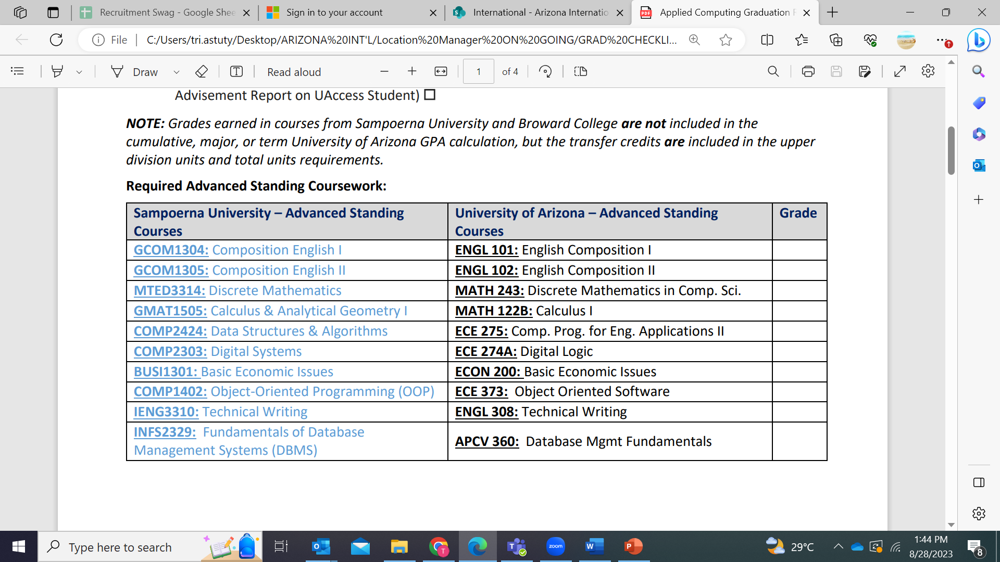 Recruitment Swag - Google Shee
Sign in to your account
International - Arizona Internatio
Applied Computing Graduation R
File
C:/Users/tri.astuty/Desktop/ARIZONA%20INT'L/Location%20Manager%20ON%20GOING/GRAD%20CHECKLI...
Draw
Read aloud
1
of 4
Advisement Report on UAccess Student) ☐
NOTE: Grades earned in courses from Sampoerna University and Broward College are not included in the
cumulative, major, or term University of Arizona GPA calculation, but the transfer credits are included in the upper
division units and total units requirements.
Required Advanced Standing Coursework:
Sampoerna University – Advanced Standing
Courses
University of Arizona – Advanced Standing
Courses
Grade
GCOM1304: Composition English I
ENGL 101: English Composition I
GCOM1305: Composition English II
ENGL 102: English Composition II
MTED3314: Discrete Mathematics
MATH 243: Discrete Mathematics in Comp. Sci.
GMAT1505: Calculus & Analytical Geometry I
MATH 122B: Calculus I
COMP2424: Data Structures & Algorithms
ECE 275: Comp. Prog. for Eng. Applications II
COMP2303: Digital Systems
ECE 274A: Digital Logic
BUSI1301: Basic Economic Issues
ECON 200: Basic Economic Issues
COMP1402: Object-Oriented Programming (OOP)
ECE 373: Object Oriented Software
IENG3310: Technical Writing
ENGL 308: Technical Writing
INFS2329: Fundamentals of Database
Management Systems (DBMS)
APCV 360: Database Mgmt Fundamentals
Type here to search
zoom
29°C
1:44 PM
8/28/2023
8